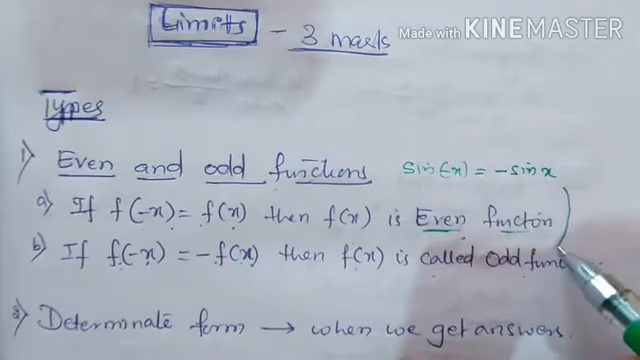 Limits - 3 marks
Made with KINEMASTER
Types
1) Even and odd functions sin(-x) = -sin x
a) If f(-x) = f(x) then f(x) is Even functon
b) If f(-x) = -f(x) then f(x) is called odd func
2) Determinate form → when we get answers.